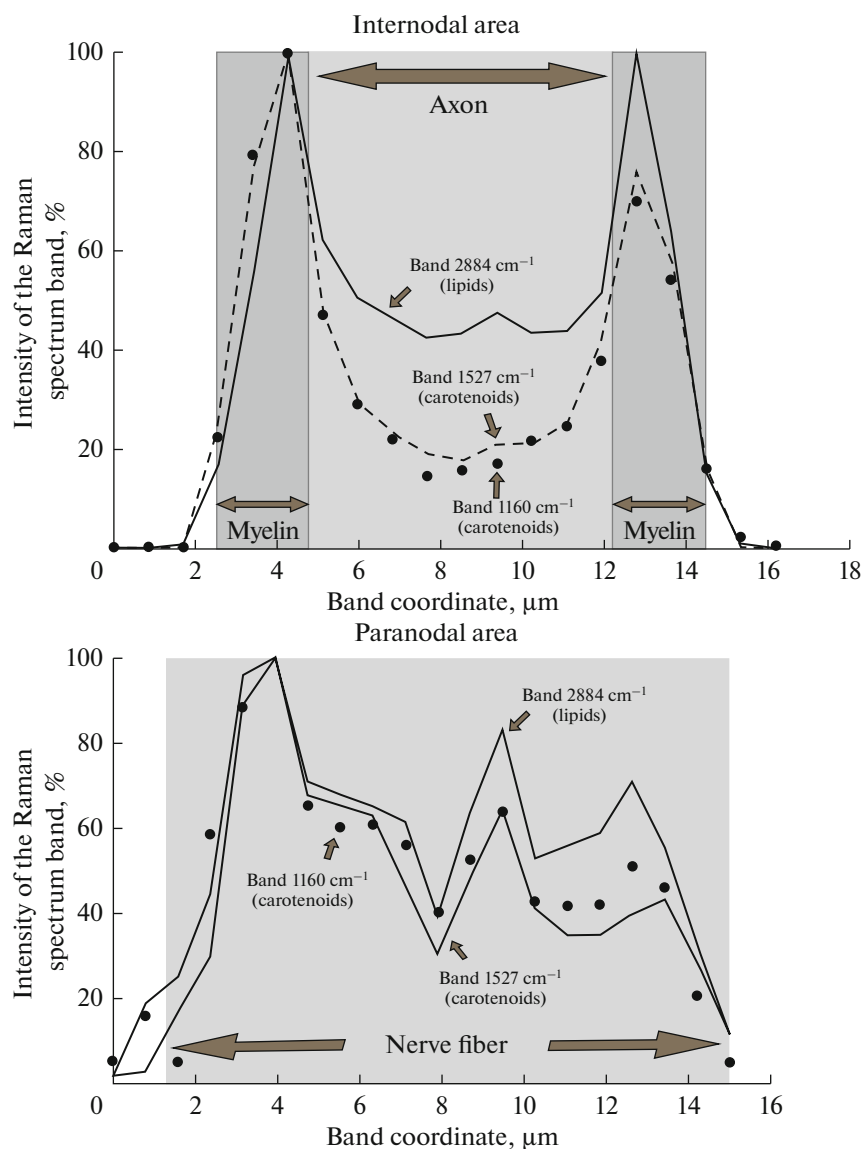 Internodal area
100
80
60
40
20
0
2
4
6
8
10
12
14
16
18
Intensity of the Raman
spectrum band, %
Axon
Band 2884 cm⁻¹
(lipids)
Band 1527 cm⁻¹
(carotenoids)
Band 1160 cm⁻¹
(carotenoids)
Myelin
Myelin
Band coordinate, µm
Paranodal area
100
80
60
40
20
0
2
4
6
8
10
12
14
16
Intensity of the Raman
spectrum band, %
Band 2884 cm⁻¹
(lipids)
Band 1160 cm⁻¹
(carotenoids)
Band 1527 cm⁻¹
(carotenoids)
Nerve fiber
Band coordinate, µm